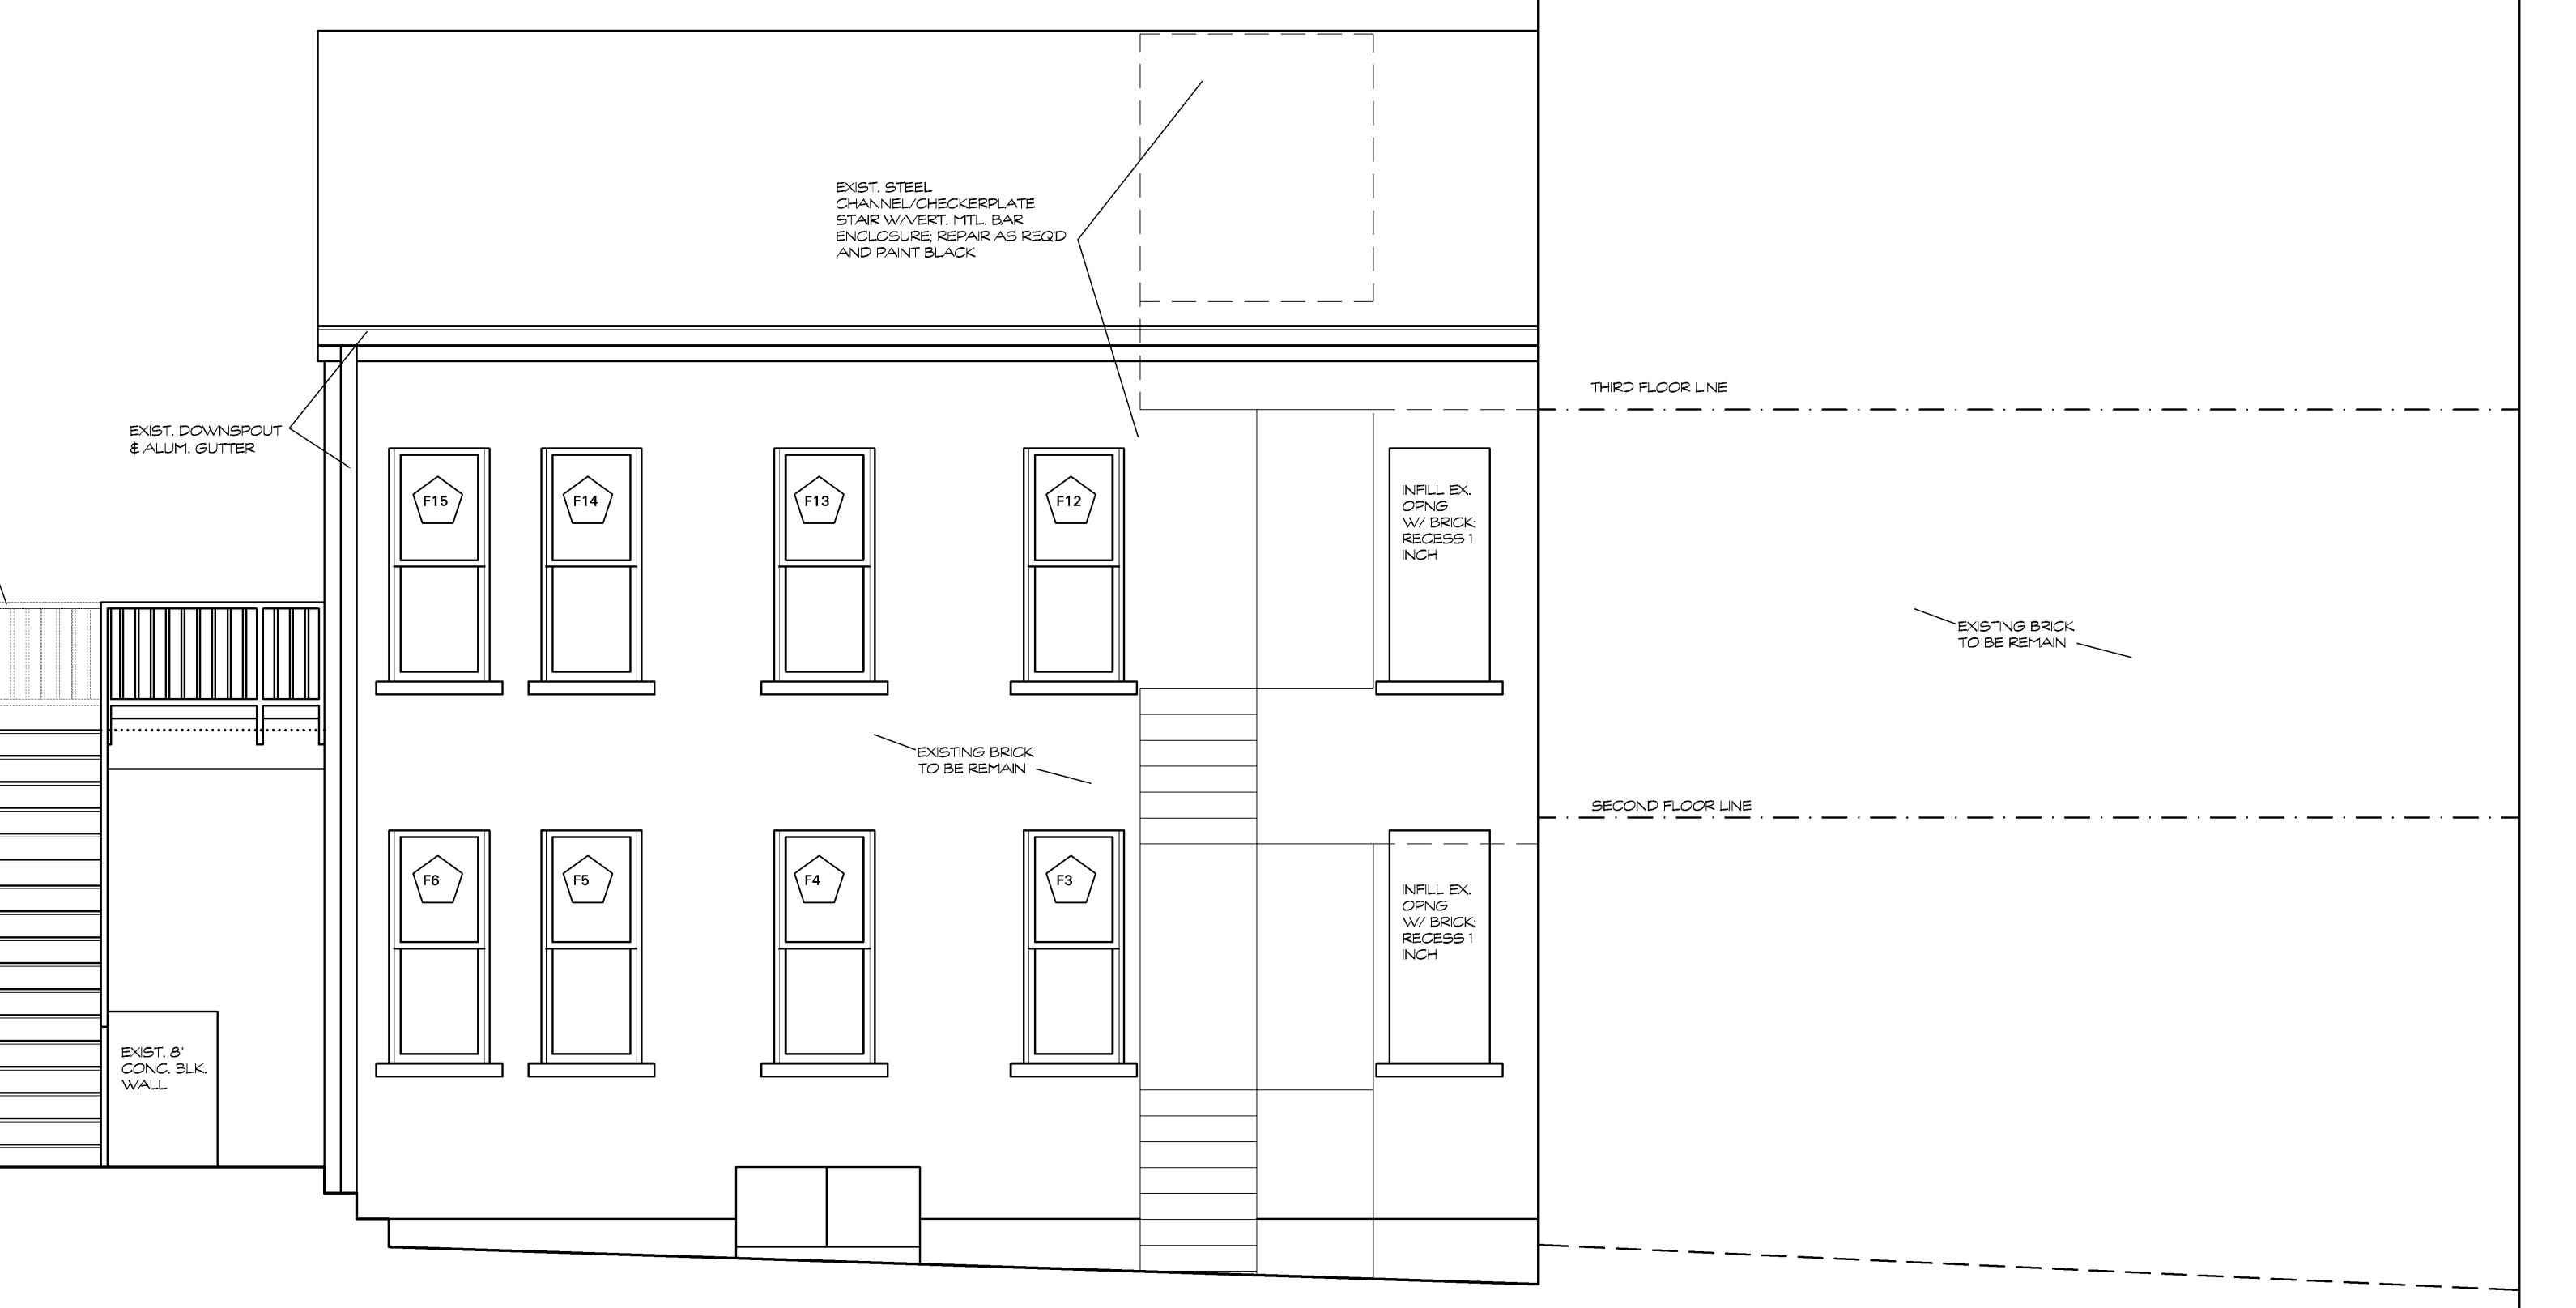 EXIST. STEEL
CHANNEL/CHECKERPLATE
STAIR W/VERT. MTL. BAR
ENCLOSURE; REPAIR AS REQ'D
AND PAINT BLACK
THIRD FLOOR LINE
EXIST. DOWNSPOUT
& ALUM. GUTTER
F15
F14
F13
F12
INFILL EX.
OPNG
W/ BRICK;
RECESS 1
INCH
EXISTING BRICK
TO BE REMAIN
EXISTING BRICK
TO BE REMAIN
SECOND FLOOR LINE
F6
F5
F4
F3
INFILL EX.
OPNG
W/ BRICK;
RECESS 1
INCH
EXIST. 8"
CONC. BLK.
WALL